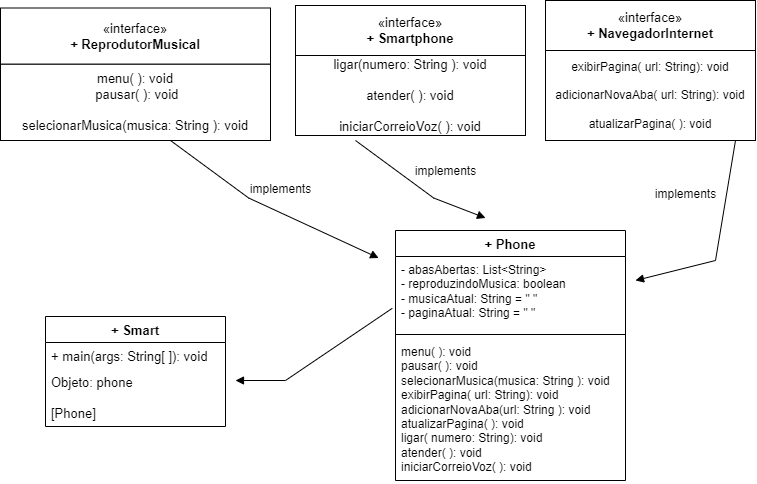 «interface»
+ ReprodutorMusical
menu( ): void
pausar( ): void
selecionarMusica(musica: String ): void
«interface»
+ Smartphone
ligar(numero: String ): void
atender( ): void
iniciarCorreioVoz( ): void
«interface»
+ NavegadorInternet
exibirPagina( url: String): void
adicionarNovaAba( url: String): void
atualizarPagina( ): void
implements
implements
implements
+ Phone
- abasAbertas: List<String>
- reproduzindoMusica: boolean
- musicaAtual: String = " "
- paginaAtual: String = " "
menu( ): void
pausar( ): void
selecionarMusica(musica: String ): void
exibirPagina( url: String): void
adicionarNovaAba(url: String ): void
atualizarPagina( ): void
ligar( numero: String): void
atender( ): void
iniciarCorreioVoz( ): void
+ Smart
+ main(args: String[ ]): void
Objeto: phone
[Phone]